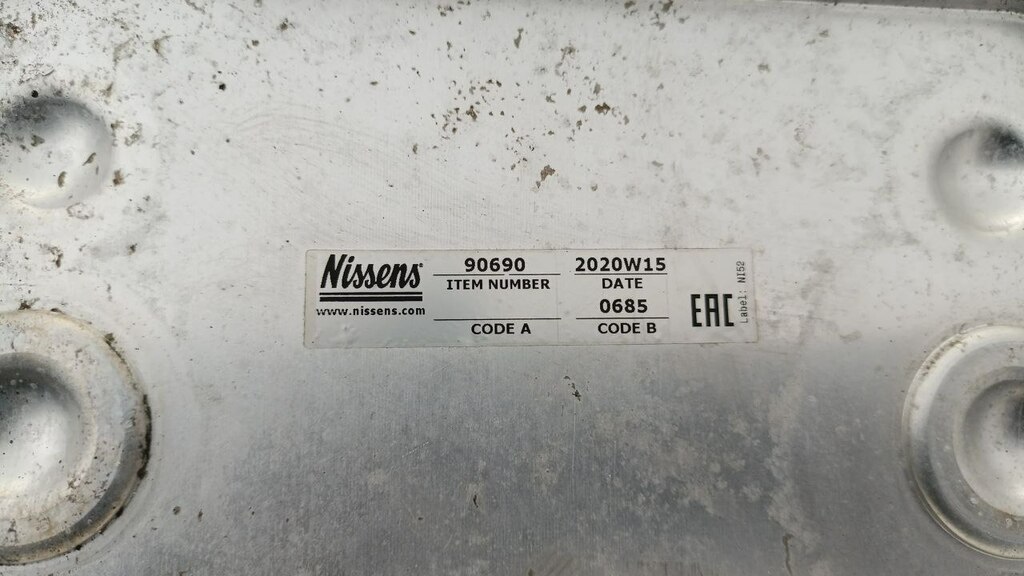 Nissens
www.nissens.com
90690
ITEM NUMBER
CODE A
2020W15
DATE
0685
CODE B
EAC
Label: NI52